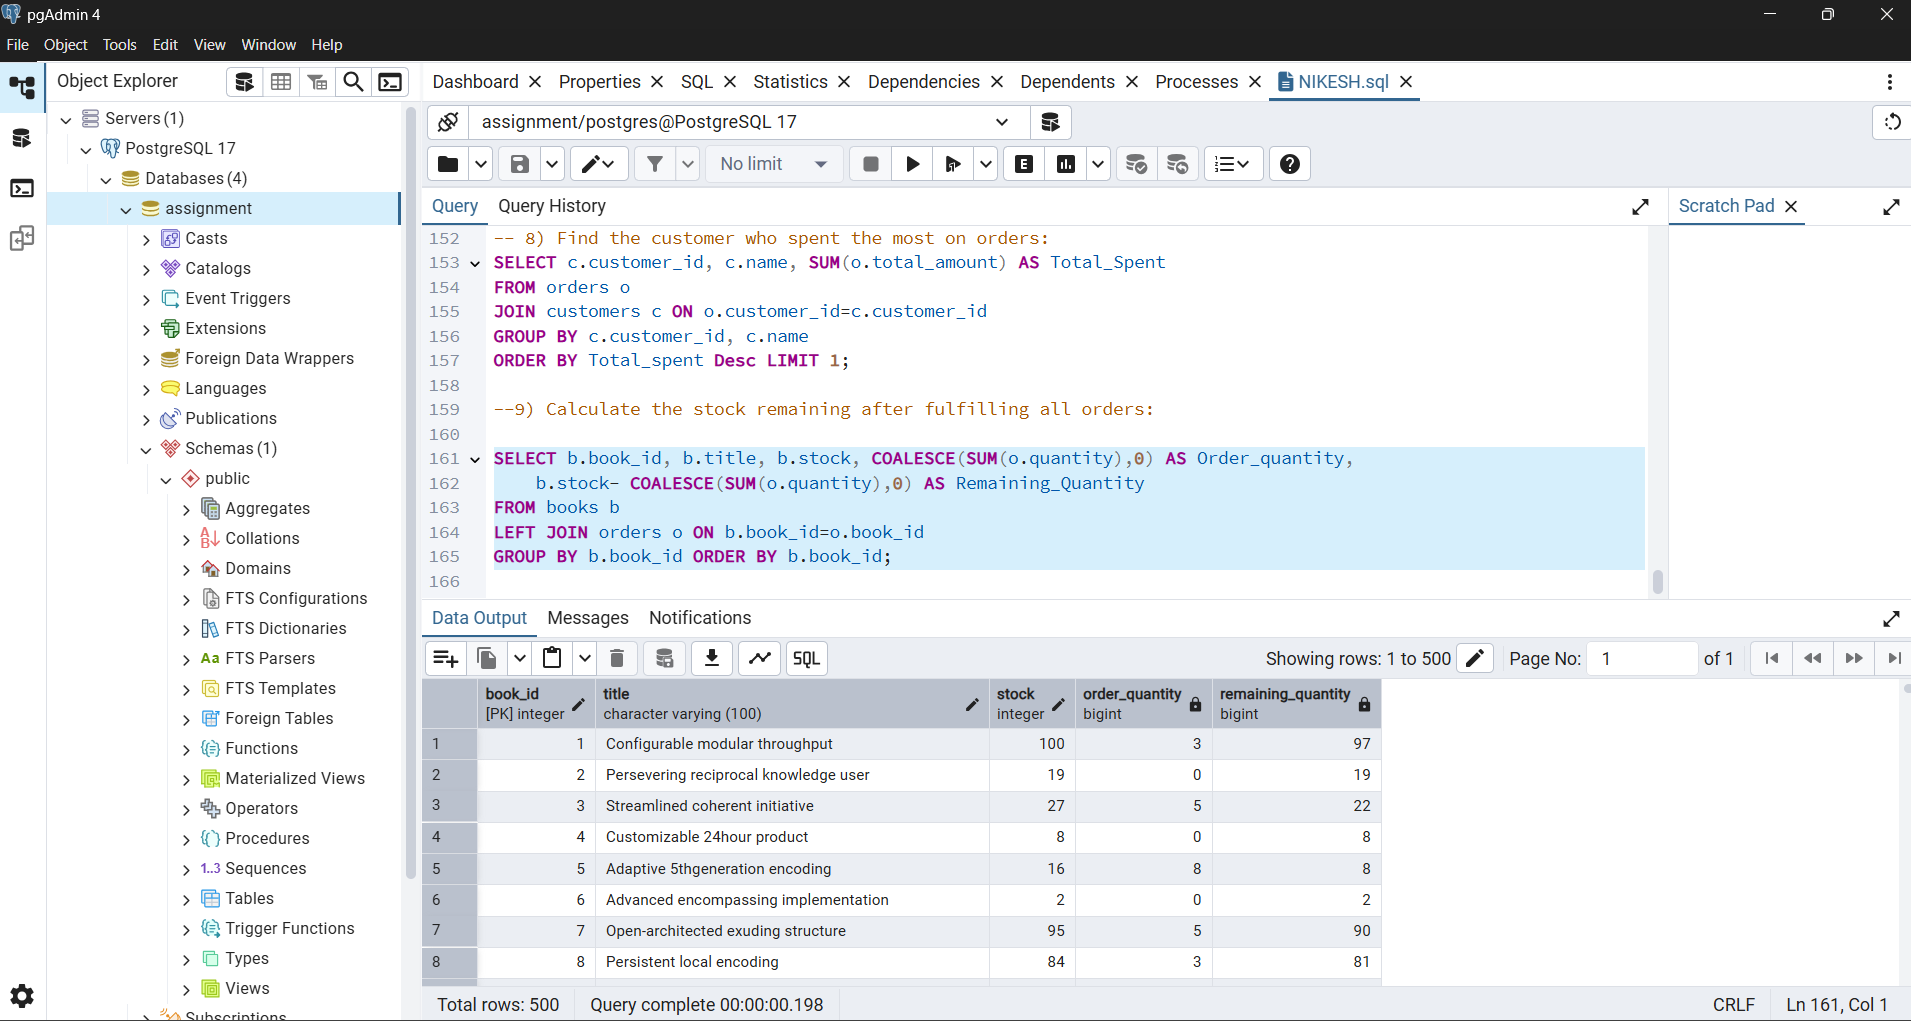 pgAdmin 4
File Object Tools Edit View Window Help
Object Explorer
Servers (1)
PostgreSQL 17
Databases (4)
assignment
Casts
Catalogs
Event Triggers
Extensions
Foreign Data Wrappers
Languages
Publications
Schemas (1)
public
Aggregates
Collations
Domains
FTS Configurations
FTS Dictionaries
FTS Parsers
FTS Templates
Foreign Tables
Functions
Materialized Views
Operators
Procedures
1..3 Sequences
Tables
Trigger Functions
Types
Views
Subscriptions
Dashboard Properties SQL Statistics Dependencies Dependents Processes NIKESH.sql
assignment/postgres@PostgreSQL 17
No limit
Query Query History
Scratch Pad
152 -- 8) Find the customer who spent the most on orders:
153 SELECT c.customer_id, c.name, SUM(o.total_amount) AS Total_Spent
154 FROM orders o
155 JOIN customers c ON o.customer_id=c.customer_id
156 GROUP BY c.customer_id, c.name
157 ORDER BY Total_spent Desc LIMIT 1;
158
159 --9) Calculate the stock remaining after fulfilling all orders:
160
161 SELECT b.book_id, b.title, b.stock, COALESCE(SUM(o.quantity),0) AS Order_quantity,
162 b.stock- COALESCE(SUM(o.quantity),0) AS Remaining_Quantity
163 FROM books b
164 LEFT JOIN orders o ON b.book_id=o.book_id
165 GROUP BY b.book_id ORDER BY b.book_id;
166
Data Output Messages Notifications
SQL Showing rows: 1 to 500 Page No: 1 of 1
book_id title stock order_quantity remaining_quantity
[PK] integer character varying (100) integer bigint bigint
1 1 Configurable modular throughput 100 3 97
2 2 Persevering reciprocal knowledge user 19 0 19
3 3 Streamlined coherent initiative 27 5 22
4 4 Customizable 24hour product 8 0 8
5 5 Adaptive 5thgeneration encoding 16 8 8
6 6 Advanced encompassing implementation 2 0 2
7 7 Open-architected exuding structure 95 5 90
8 8 Persistent local encoding 84 3 81
Total rows: 500 Query complete 00:00:00.198 CRLF Ln 161, Col 1